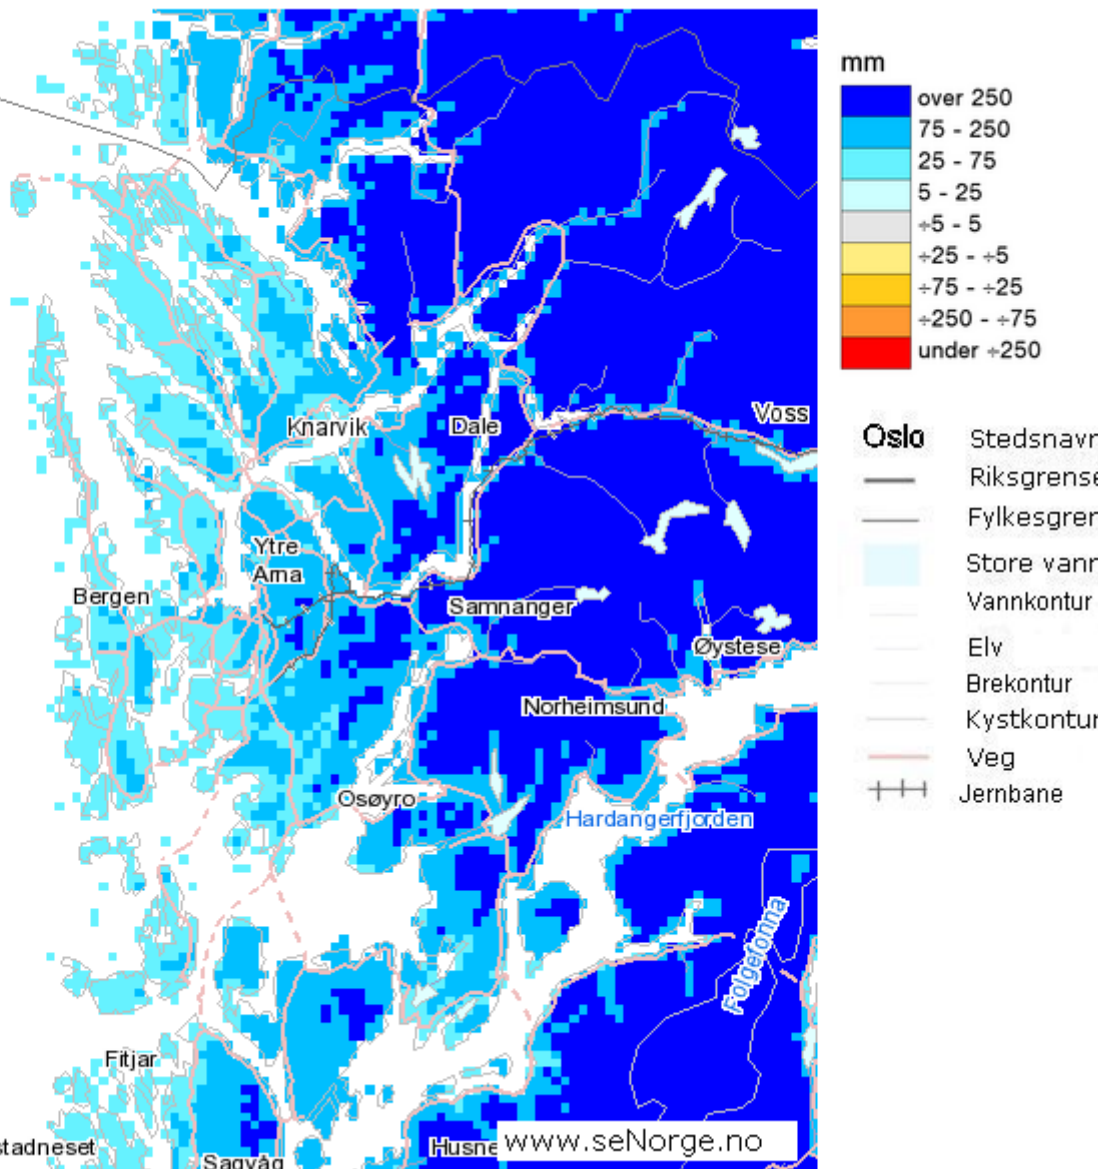 mm
over 250
75 - 250
25 - 75
5 - 25
÷5 - 5
÷25 - ÷5
÷75 - ÷25
÷250 - ÷75
under ÷250
Oslo Stedsnavn
Riksgrense
Fylkesgren
Store vann
Vannkontur
Elv
Brekontur
Kystkontur
Veg
Jernbane
Voss
Knarvik
Dale
Ytre
Arna
Bergen
Samnanger
Øystese
Norheimsund
Osøyro
Hardangerfjorden
Folgefonna
Fitjar
stadneset
Sagvåg
Husne
www.seNorge.no